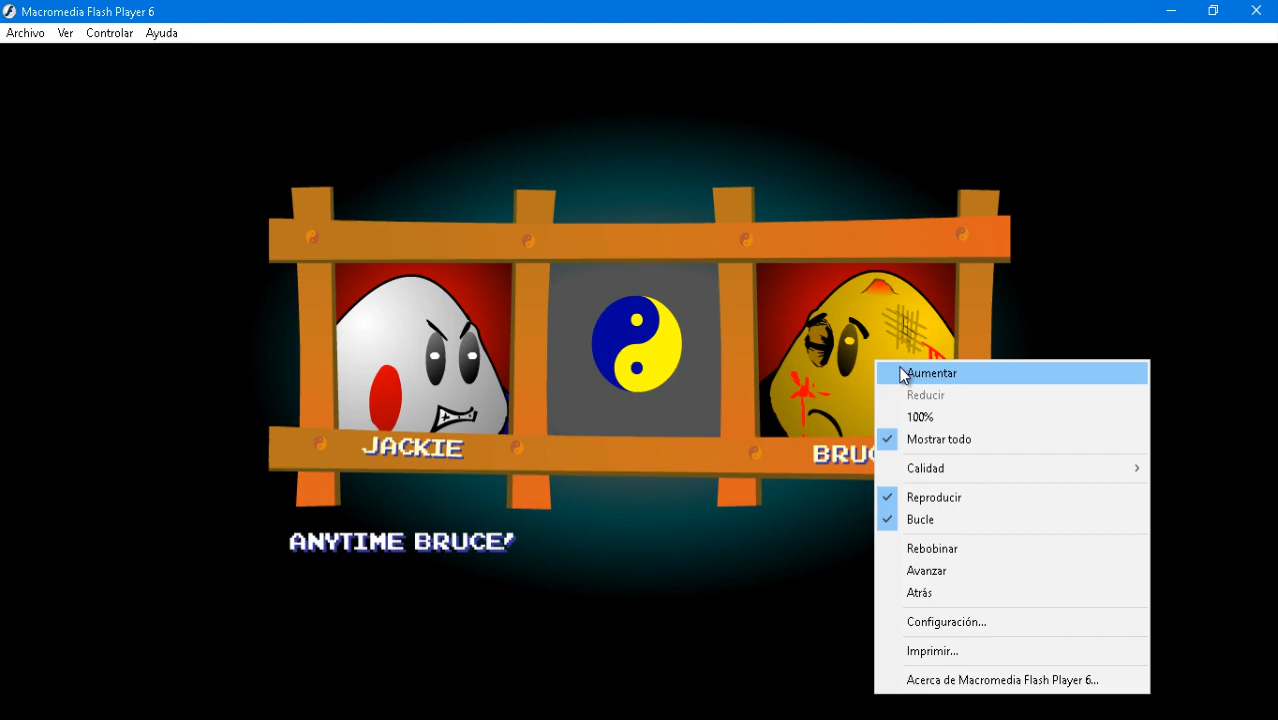 Macromedia Flash Player 6
Archivo Ver Controlar Ayuda
JACKIE
ANYTIME BRUCE!
Aumentar
Reducir
100%
Mostrar todo
Calidad
Reproducir
Bucle
Rebobinar
Avanzar
Atrás
Configuración...
Imprimir...
Acerca de Macromedia Flash Player 6...